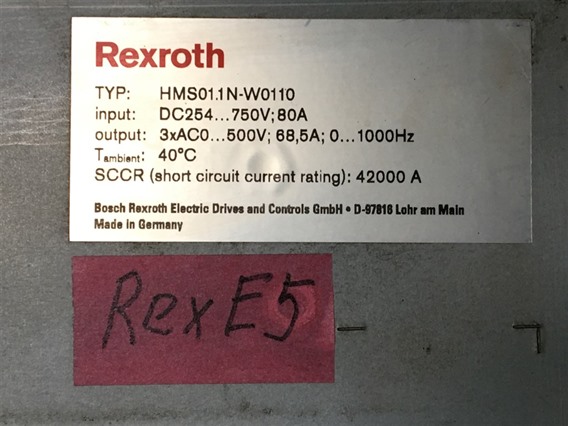 Rexroth
TYP: HMS01.1N-W0110
input: DC254...750V; 80A
output: 3xAC0...500V; 68,5A; 0...1000Hz
Tambient: 40°C
SCCR (short circuit current rating): 42000 A
Bosch Rexroth Electric Drives and Controls GmbH • D-97816 Lohr am Main
Made in Germany
RexE5